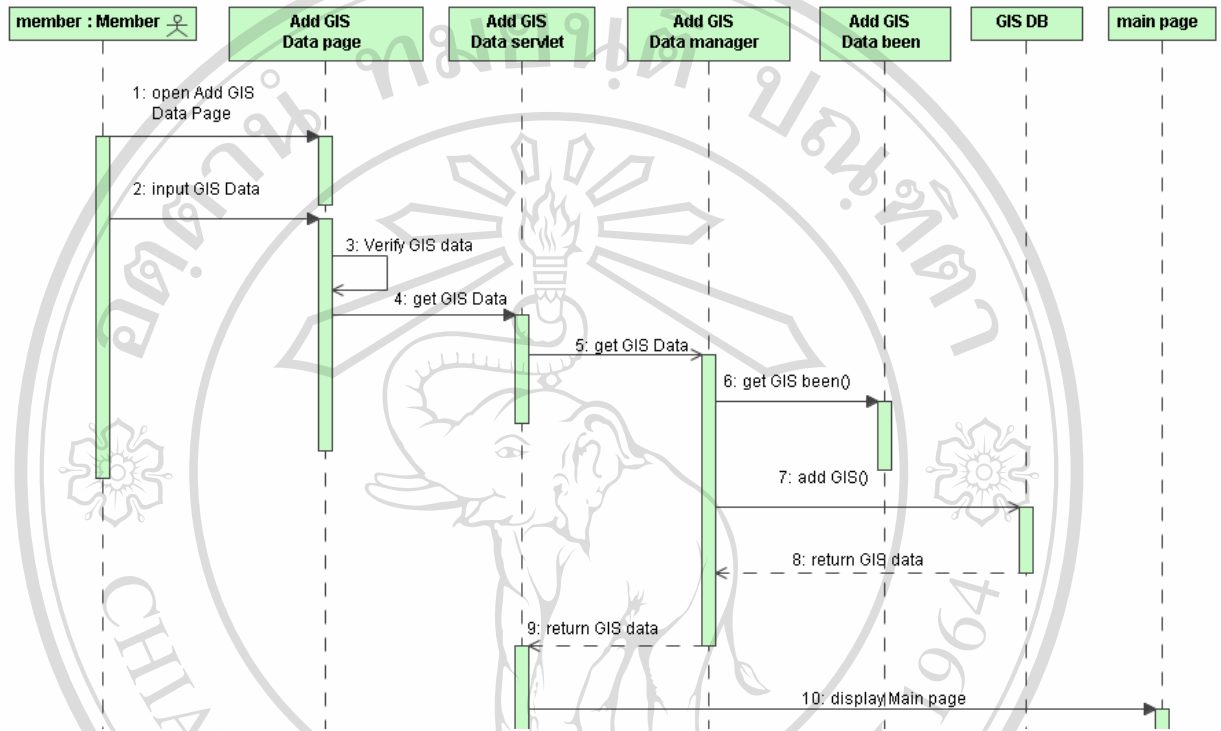 member : Member
Add GIS
Data page
Add GIS
Data servlet
Add GIS
Data manager
Add GIS
Data been
GIS DB
main page
1: open Add GIS
Data Page
2: input GIS Data
3: Verify GIS data
4: get GIS Data
5: get GIS Data
6: get GIS been()
7: add GIS()
8: return GIS data
9: return GIS data
10: display Main page
1964